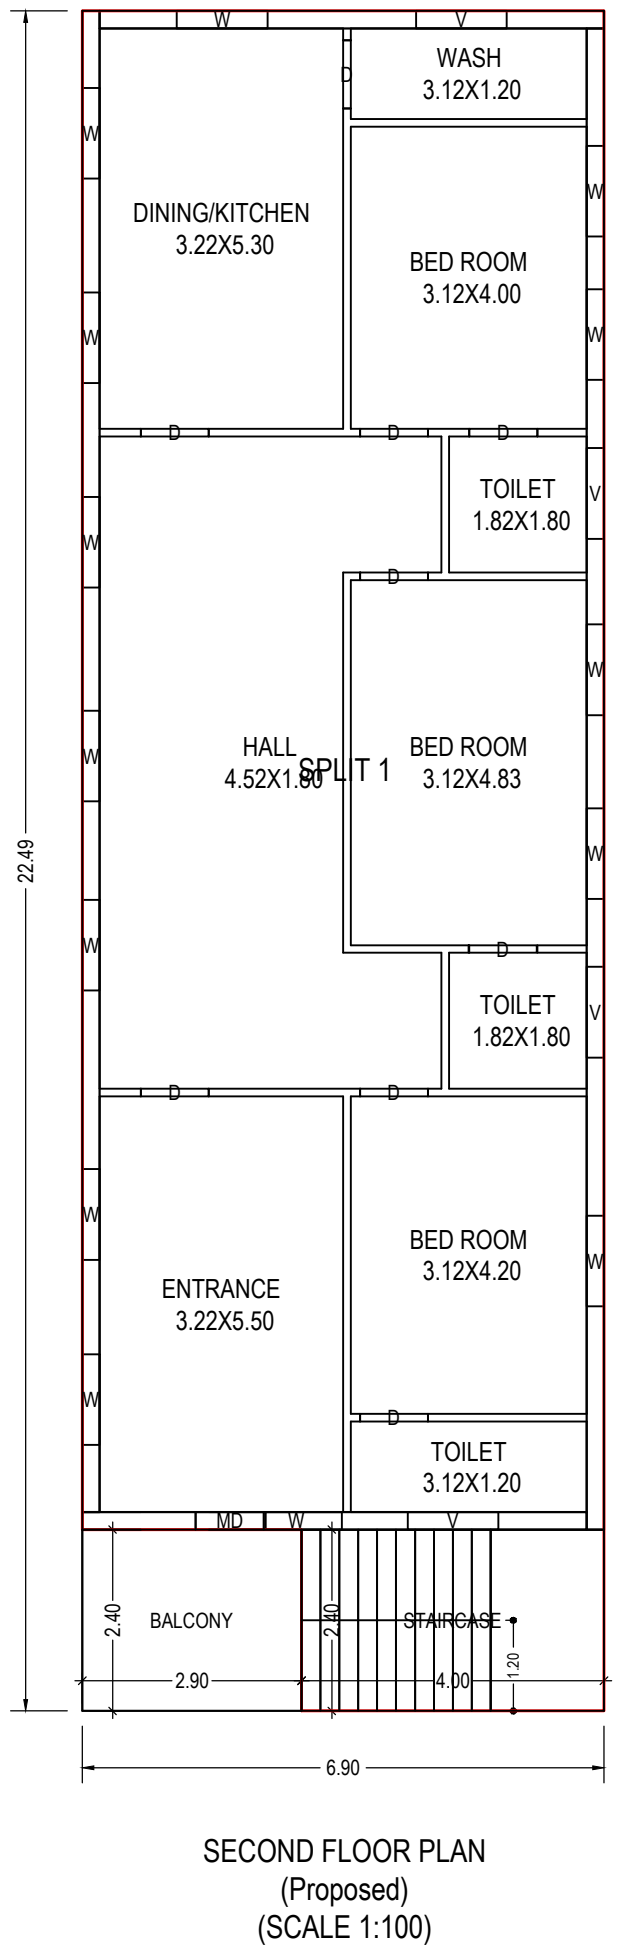 W
V
WASH
3.12X1.20
D
W
W
DINING/KITCHEN
3.22X5.30
BED ROOM
3.12X4.00
W
W
D
D
D
TOILET
1.82X1.80
V
W
D
W
HALL
4.52X1.80
SPLIT 1
BED ROOM
3.12X4.83
W
W
22.49
W
D
TOILET
1.82X1.80
V
D
D
W
BED ROOM
3.12X4.20
W
ENTRANCE
3.22X5.50
W
D
TOILET
3.12X1.20
MD
W
V
2.40
BALCONY
2.40
STAIRCASE
1.20
2.90
4.00
6.90
SECOND FLOOR PLAN
(Proposed)
(SCALE 1:100)